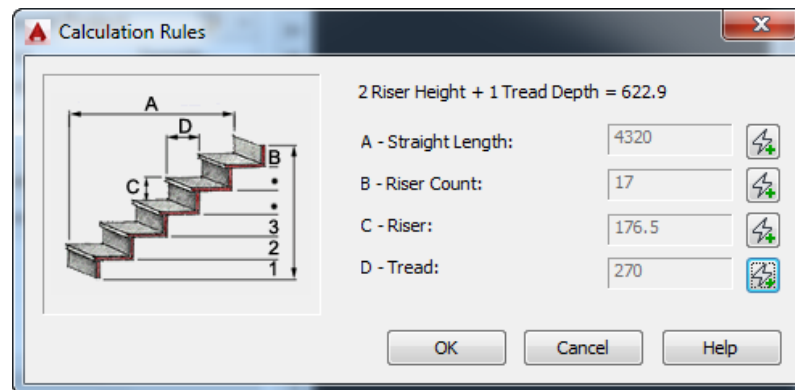 Calculation Rules
x
2 Riser Height + 1 Tread Depth = 622.9
A
D
B
C
3
2
1
A - Straight Length:
4320
B - Riser Count:
17
C - Riser:
176.5
D - Tread:
270
OK
Cancel
Help